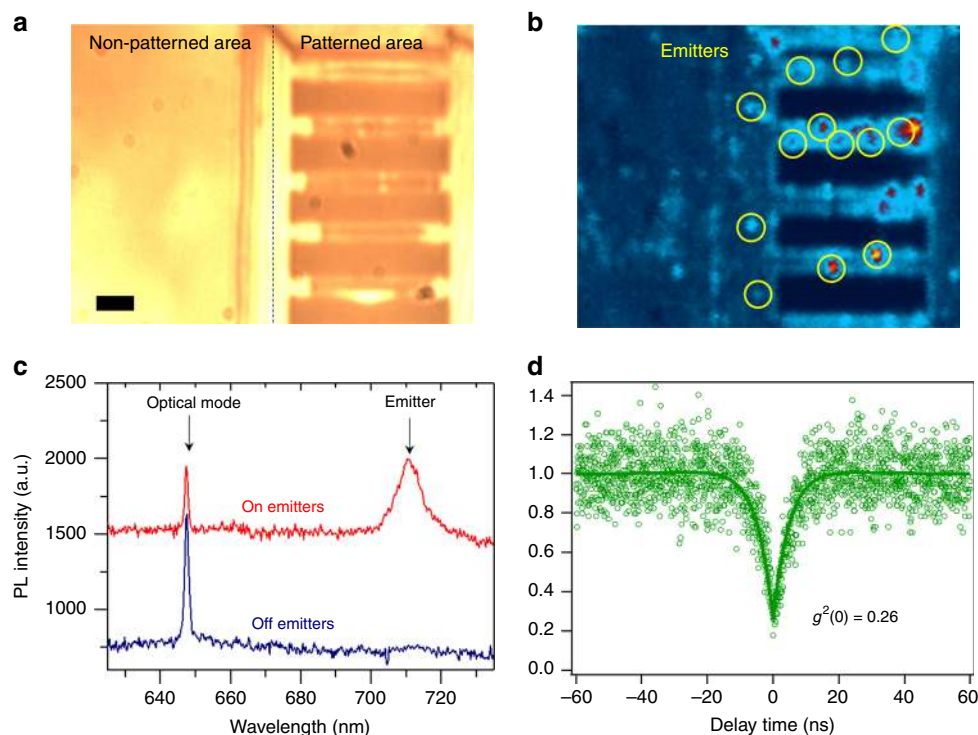 a
Non-patterned area
Patterned area
b
Emitters
c
2500
2000
1500
1000
PL intensity (a.u.)
Optical mode
Emitter
On emitters
Off emitters
640
660
680
700
720
Wavelength (nm)
d
1.4
1.2
1.0
0.8
0.6
0.4
0.2
0.0
g²(0) = 0.26
–60
–40
–20
0
20
40
60
Delay time (ns)